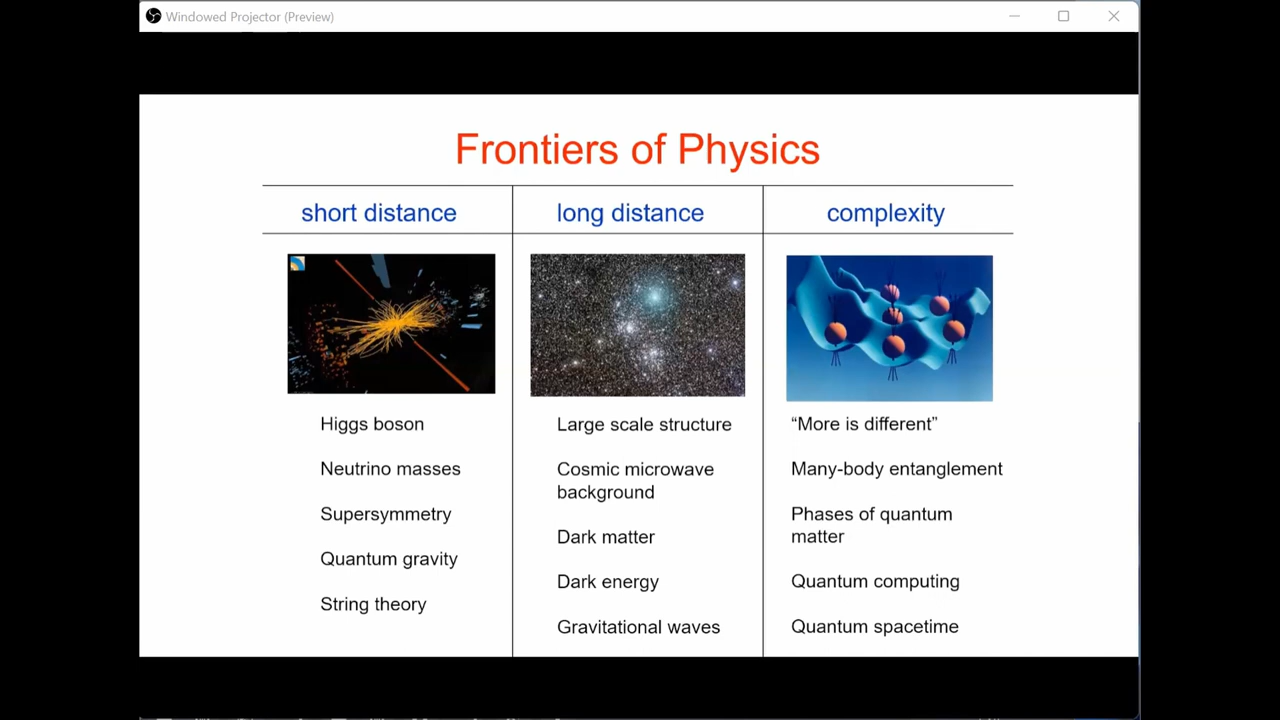 Windowed Projector (Preview)
Frontiers of Physics
short distance
long distance
complexity
Higgs boson
Neutrino masses
Supersymmetry
Quantum gravity
String theory
Large scale structure
Cosmic microwave
background
Dark matter
Dark energy
Gravitational waves
“More is different”
Many-body entanglement
Phases of quantum
matter
Quantum computing
Quantum spacetime